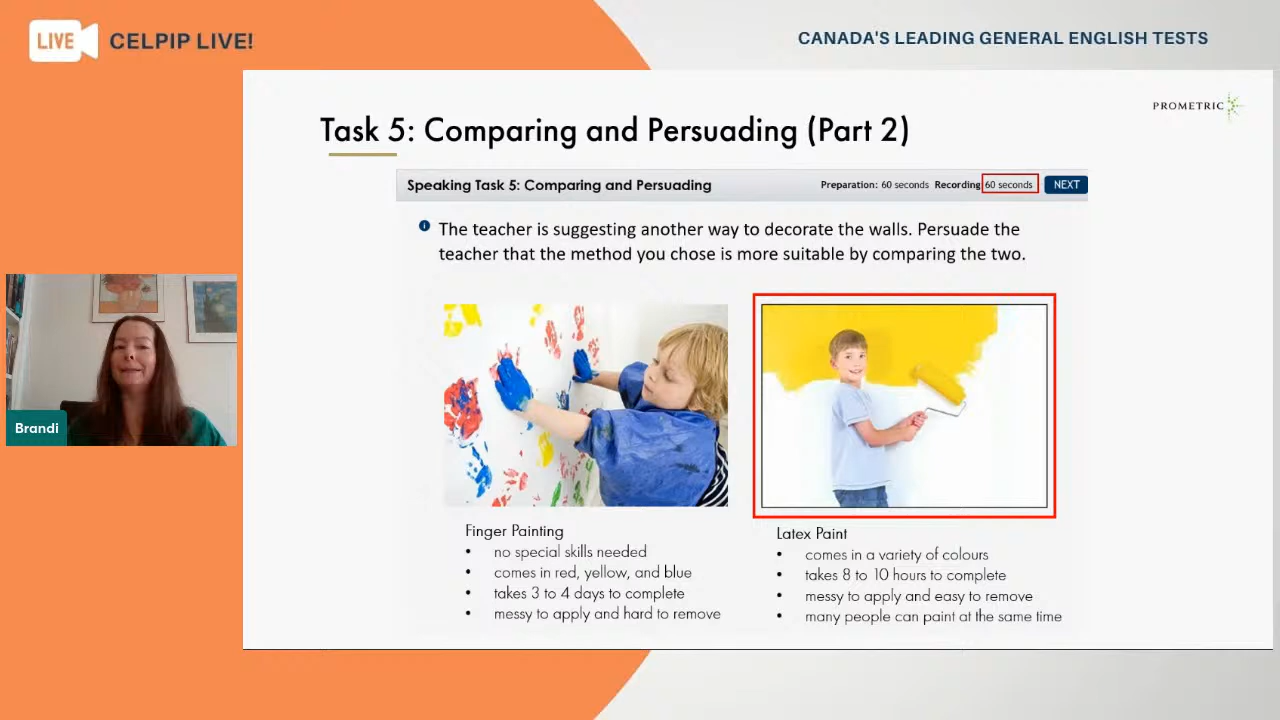 LIVE
CELPIP LIVE!
CANADA'S LEADING GENERAL ENGLISH TESTS
PROMETRIC
Task 5: Comparing and Persuading (Part 2)
Speaking Task 5: Comparing and Persuading
Preparation: 60 seconds Recording: 60 seconds
NEXT
The teacher is suggesting another way to decorate the walls. Persuade the
teacher that the method you chose is more suitable by comparing the two.
Brandi
Finger Painting
• no special skills needed
• comes in red, yellow, and blue
• takes 3 to 4 days to complete
• messy to apply and hard to remove
Latex Paint
• comes in a variety of colours
• takes 8 to 10 hours to complete
• messy to apply and easy to remove
• many people can paint at the same time